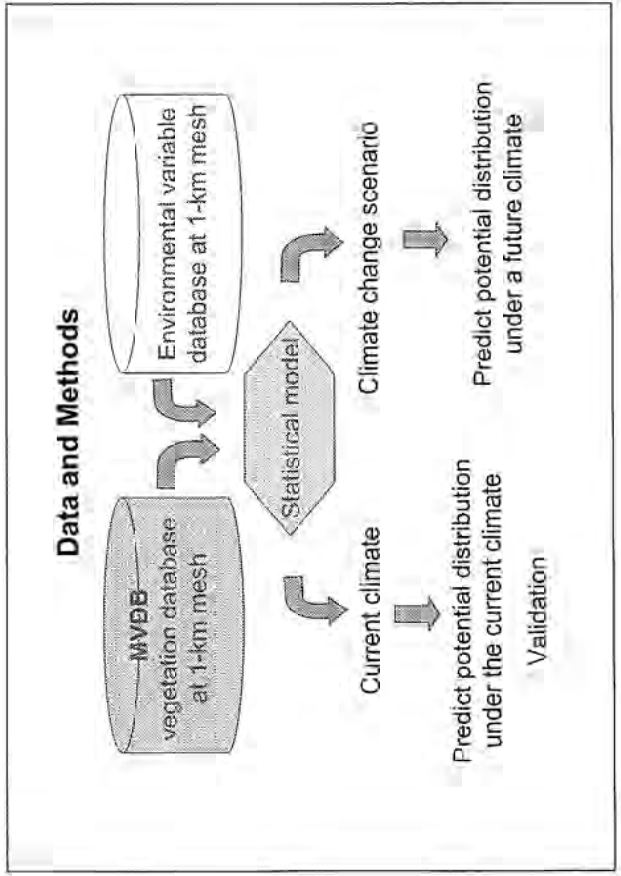 Data and Methods
MVDB
vegetation database
at 1-km mesh
Environmental variable
database at 1-km mesh
Statistical model
Current climate
Climate change scenario
Predict potential distribution
under the current climate
Validation
Predict potential distribution
under a future climate